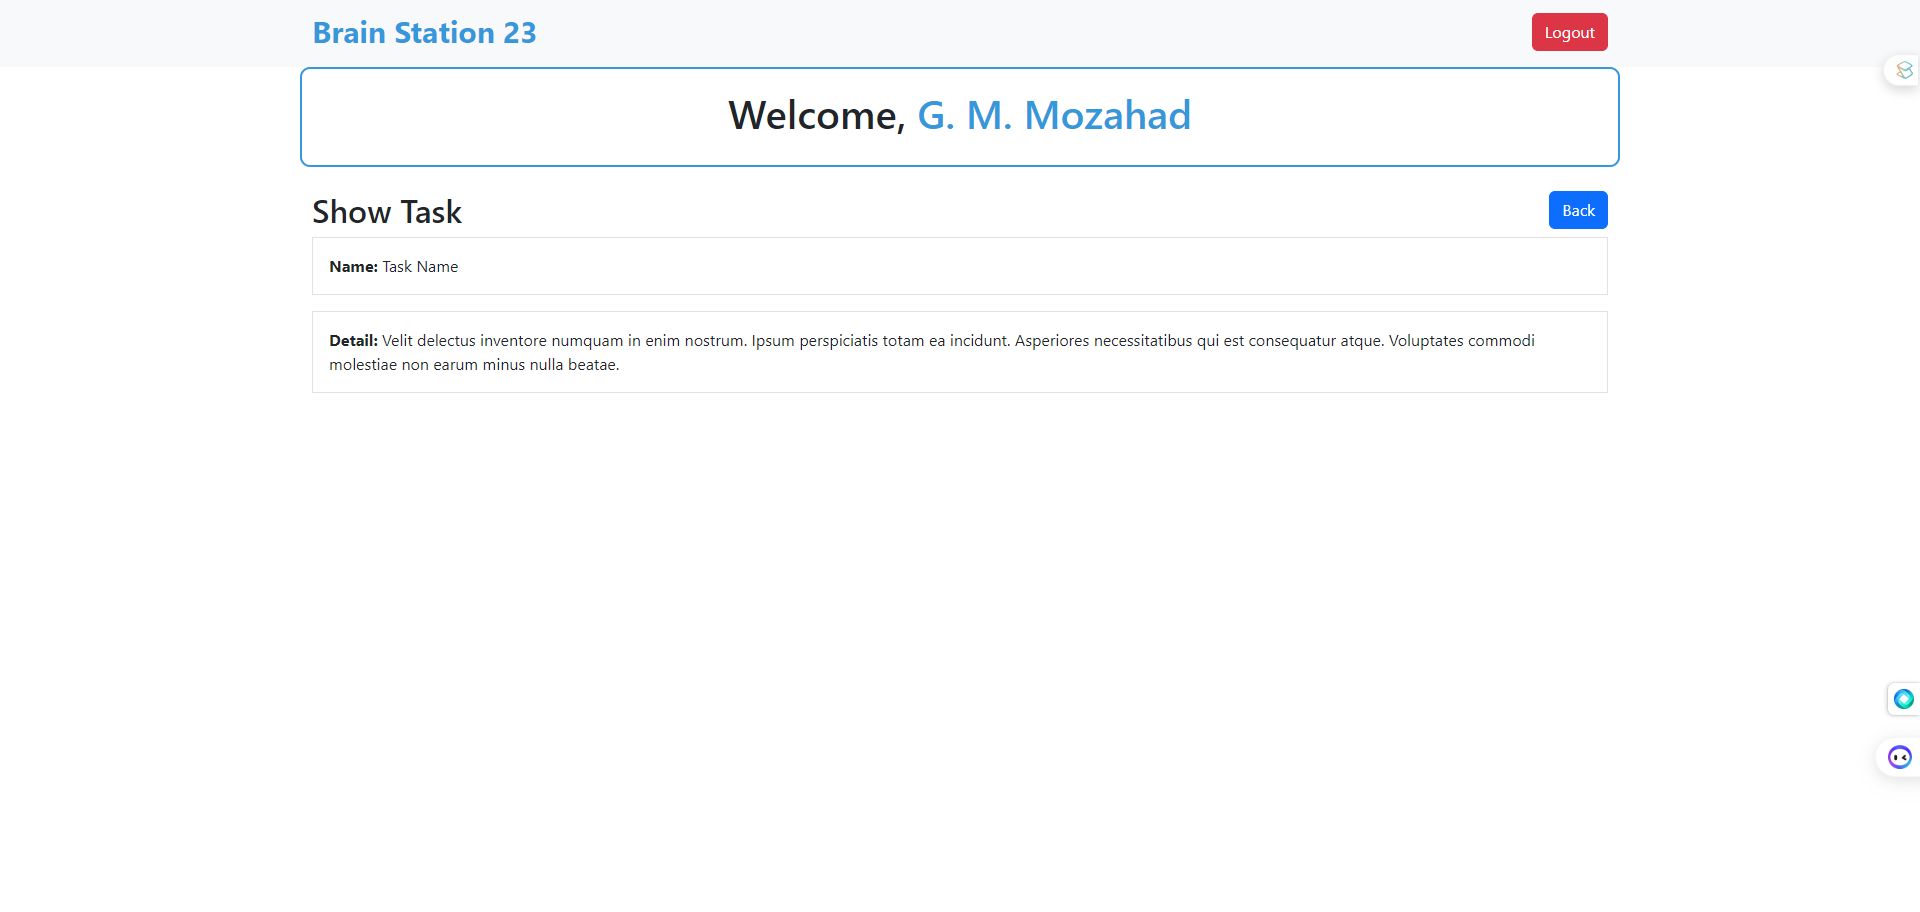 Brain Station 23
Logout
Welcome, G. M. Mozahad
Show Task
Back
Name: Task Name
Detail: Velit delectus inventore numquam in enim nostrum. Ipsum perspiciatis totam ea incidunt. Asperiores necessitatibus qui est consequatur atque. Voluptates commodi
molestiae non earum minus nulla beatae.